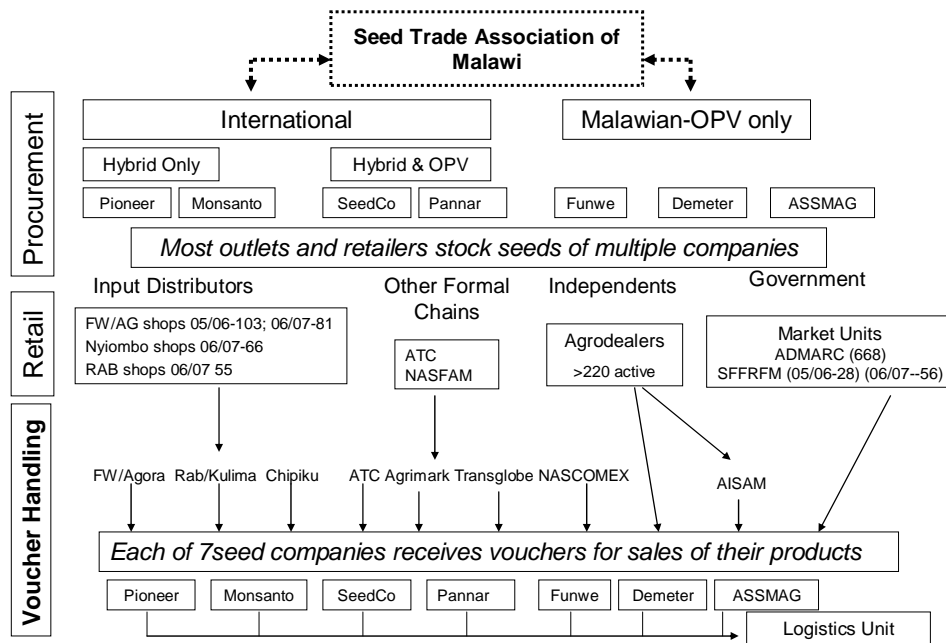 Seed Trade Association of
Malawi
Procurement
International
Malawian-OPV only
Hybrid Only
Hybrid & OPV
Pioneer
Monsanto
SeedCo
Pannar
Funwe
Demeter
ASSMAG
Most outlets and retailers stock seeds of multiple companies
Retail
Input Distributors
Other Formal
Chains
Independents
Government
FW/AG shops 05/06-103; 06/07-81
Nyiombo shops 06/07-66
RAB shops 06/07 55
ATC
NASFAM
Agrodealers
>220 active
Market Units
ADMARC (668)
SFFRFM (05/06-28) (06/07--56)
Voucher Handling
FW/Agora Rab/Kulima Chipiku
ATC Agrimark Transglobe NASCOMEX
AISAM
Each of 7seed companies receives vouchers for sales of their products
Pioneer
Monsanto
SeedCo
Pannar
Funwe
Demeter
ASSMAG
Logistics Unit